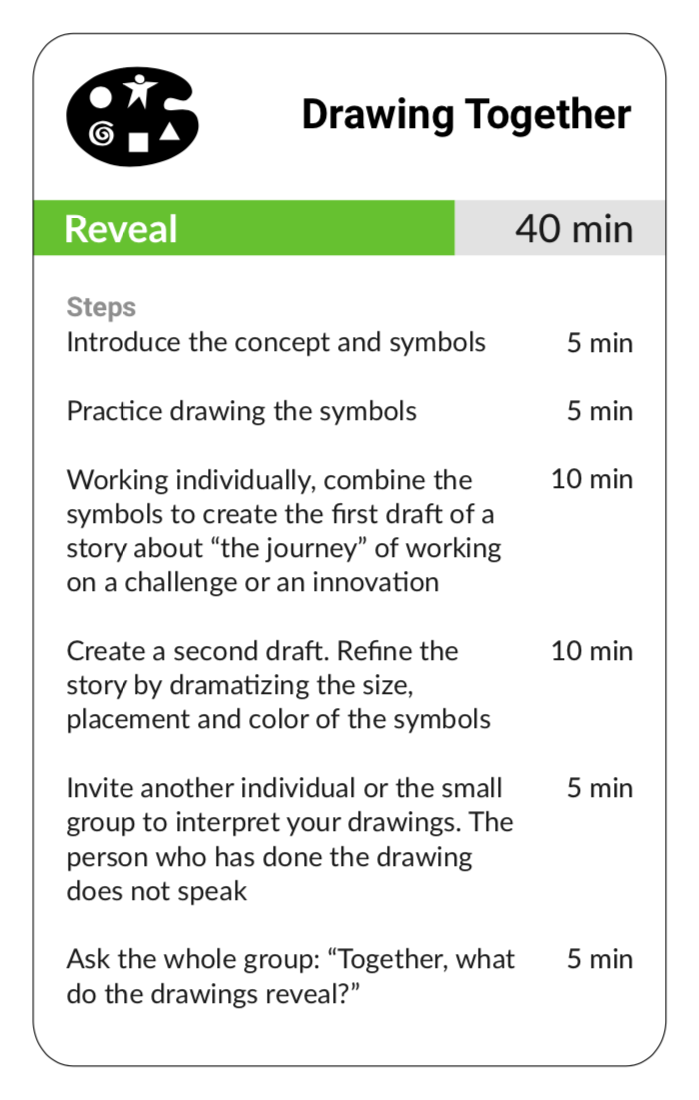 Drawing Together
Reveal 40 min
Steps
Introduce the concept and symbols 5 min
Practice drawing the symbols 5 min
Working individually, combine the 10 min
symbols to create the first draft of a
story about “the journey” of working
on a challenge or an innovation
Create a second draft. Refine the 10 min
story by dramatizing the size,
placement and color of the symbols
Invite another individual or the small 5 min
group to interpret your drawings. The
person who has done the drawing
does not speak
Ask the whole group: “Together, what 5 min
do the drawings reveal?”